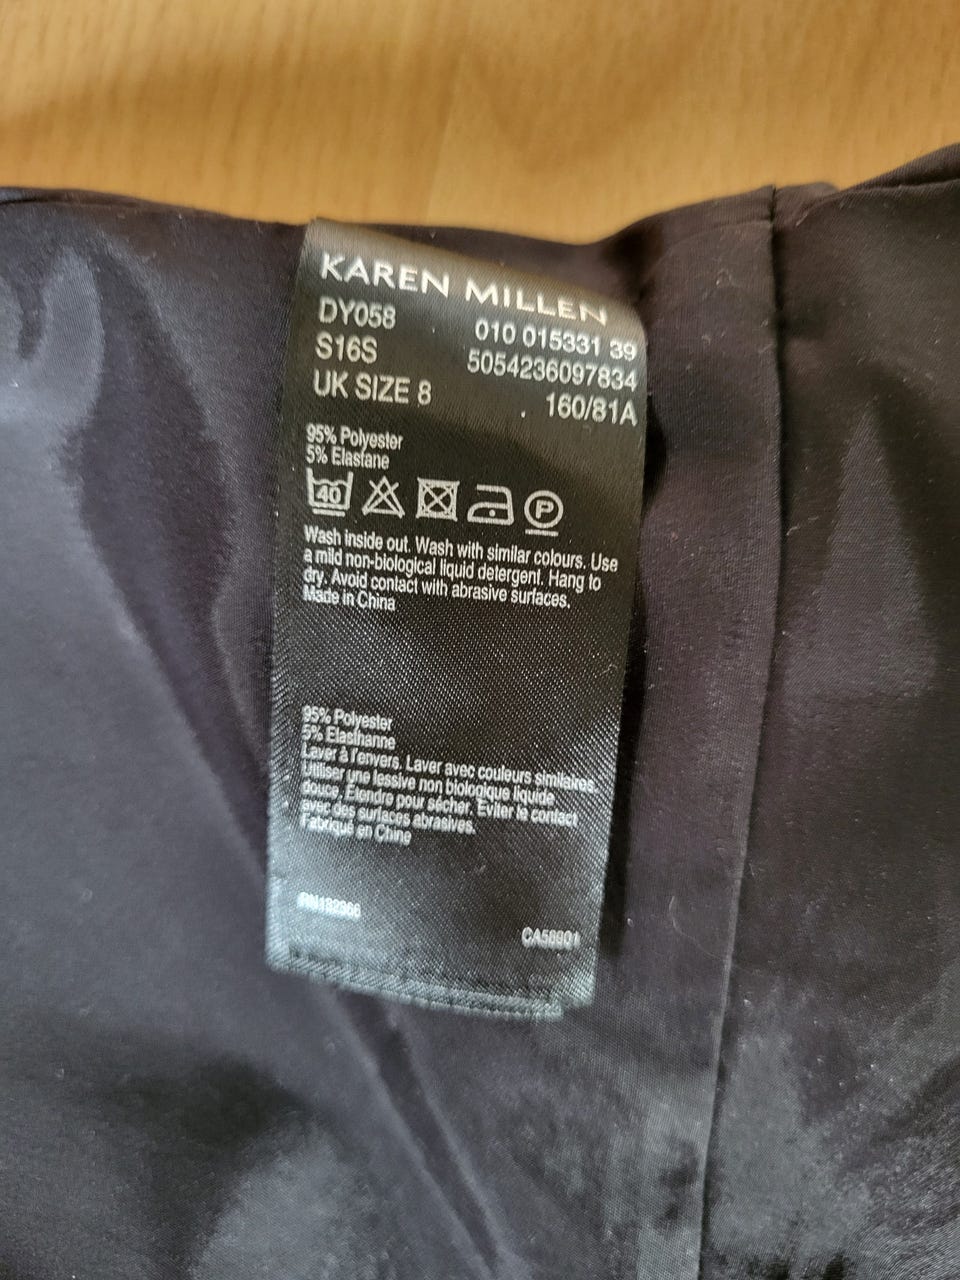 KAREN MILLEN
DY058 010 015331 39
S16S 5054236097834
UK SIZE 8 160/81A
95% Polyester
5% Elastane
40
P
Wash inside out. Wash with similar colours. Use
a mild non-biological liquid detergent. Hang to
dry. Avoid contact with abrasive surfaces.
Made in China
95% Polyester
5% Elasthanne
Laver à l'envers. Laver avec couleurs similaires.
Utiliser une lessive non biologique liquide
douce. Étendre pour sécher. Eviter le contact
avec des surfaces abrasives.
Fabriqué en Chine